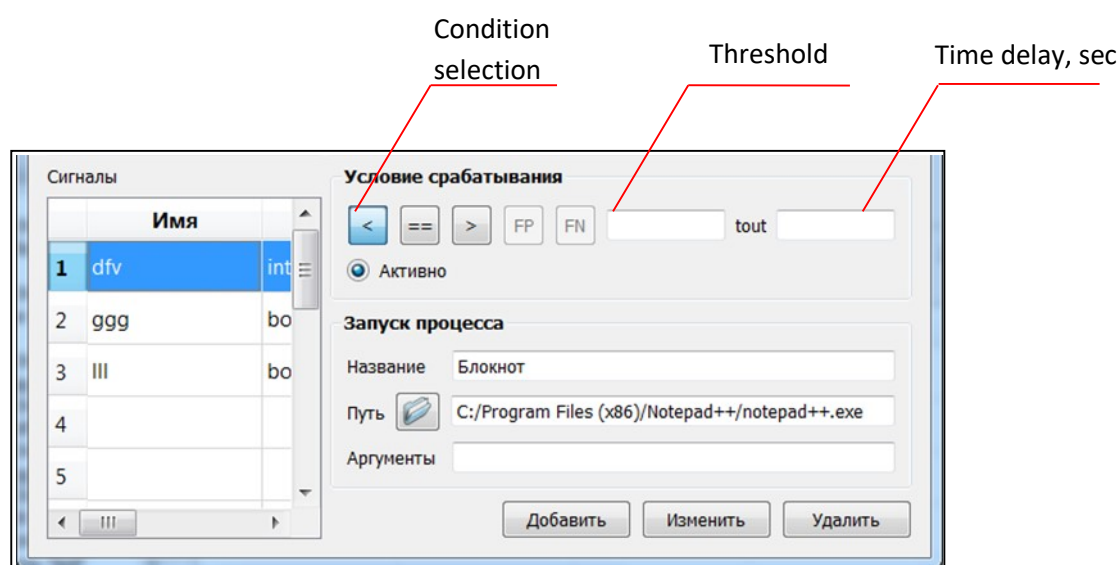 Condition
selection
Threshold
Time delay, sec
Сигналы
Имя
1 dfv int
2 ggg bo
3 lll bo
4
5
Условие срабатывания
< == > FP FN tout
Активно
Запуск процесса
Название Блокнот
Путь C:/Program Files (x86)/Notepad++/notepad++.exe
Аргументы
Добавить Изменить Удалить